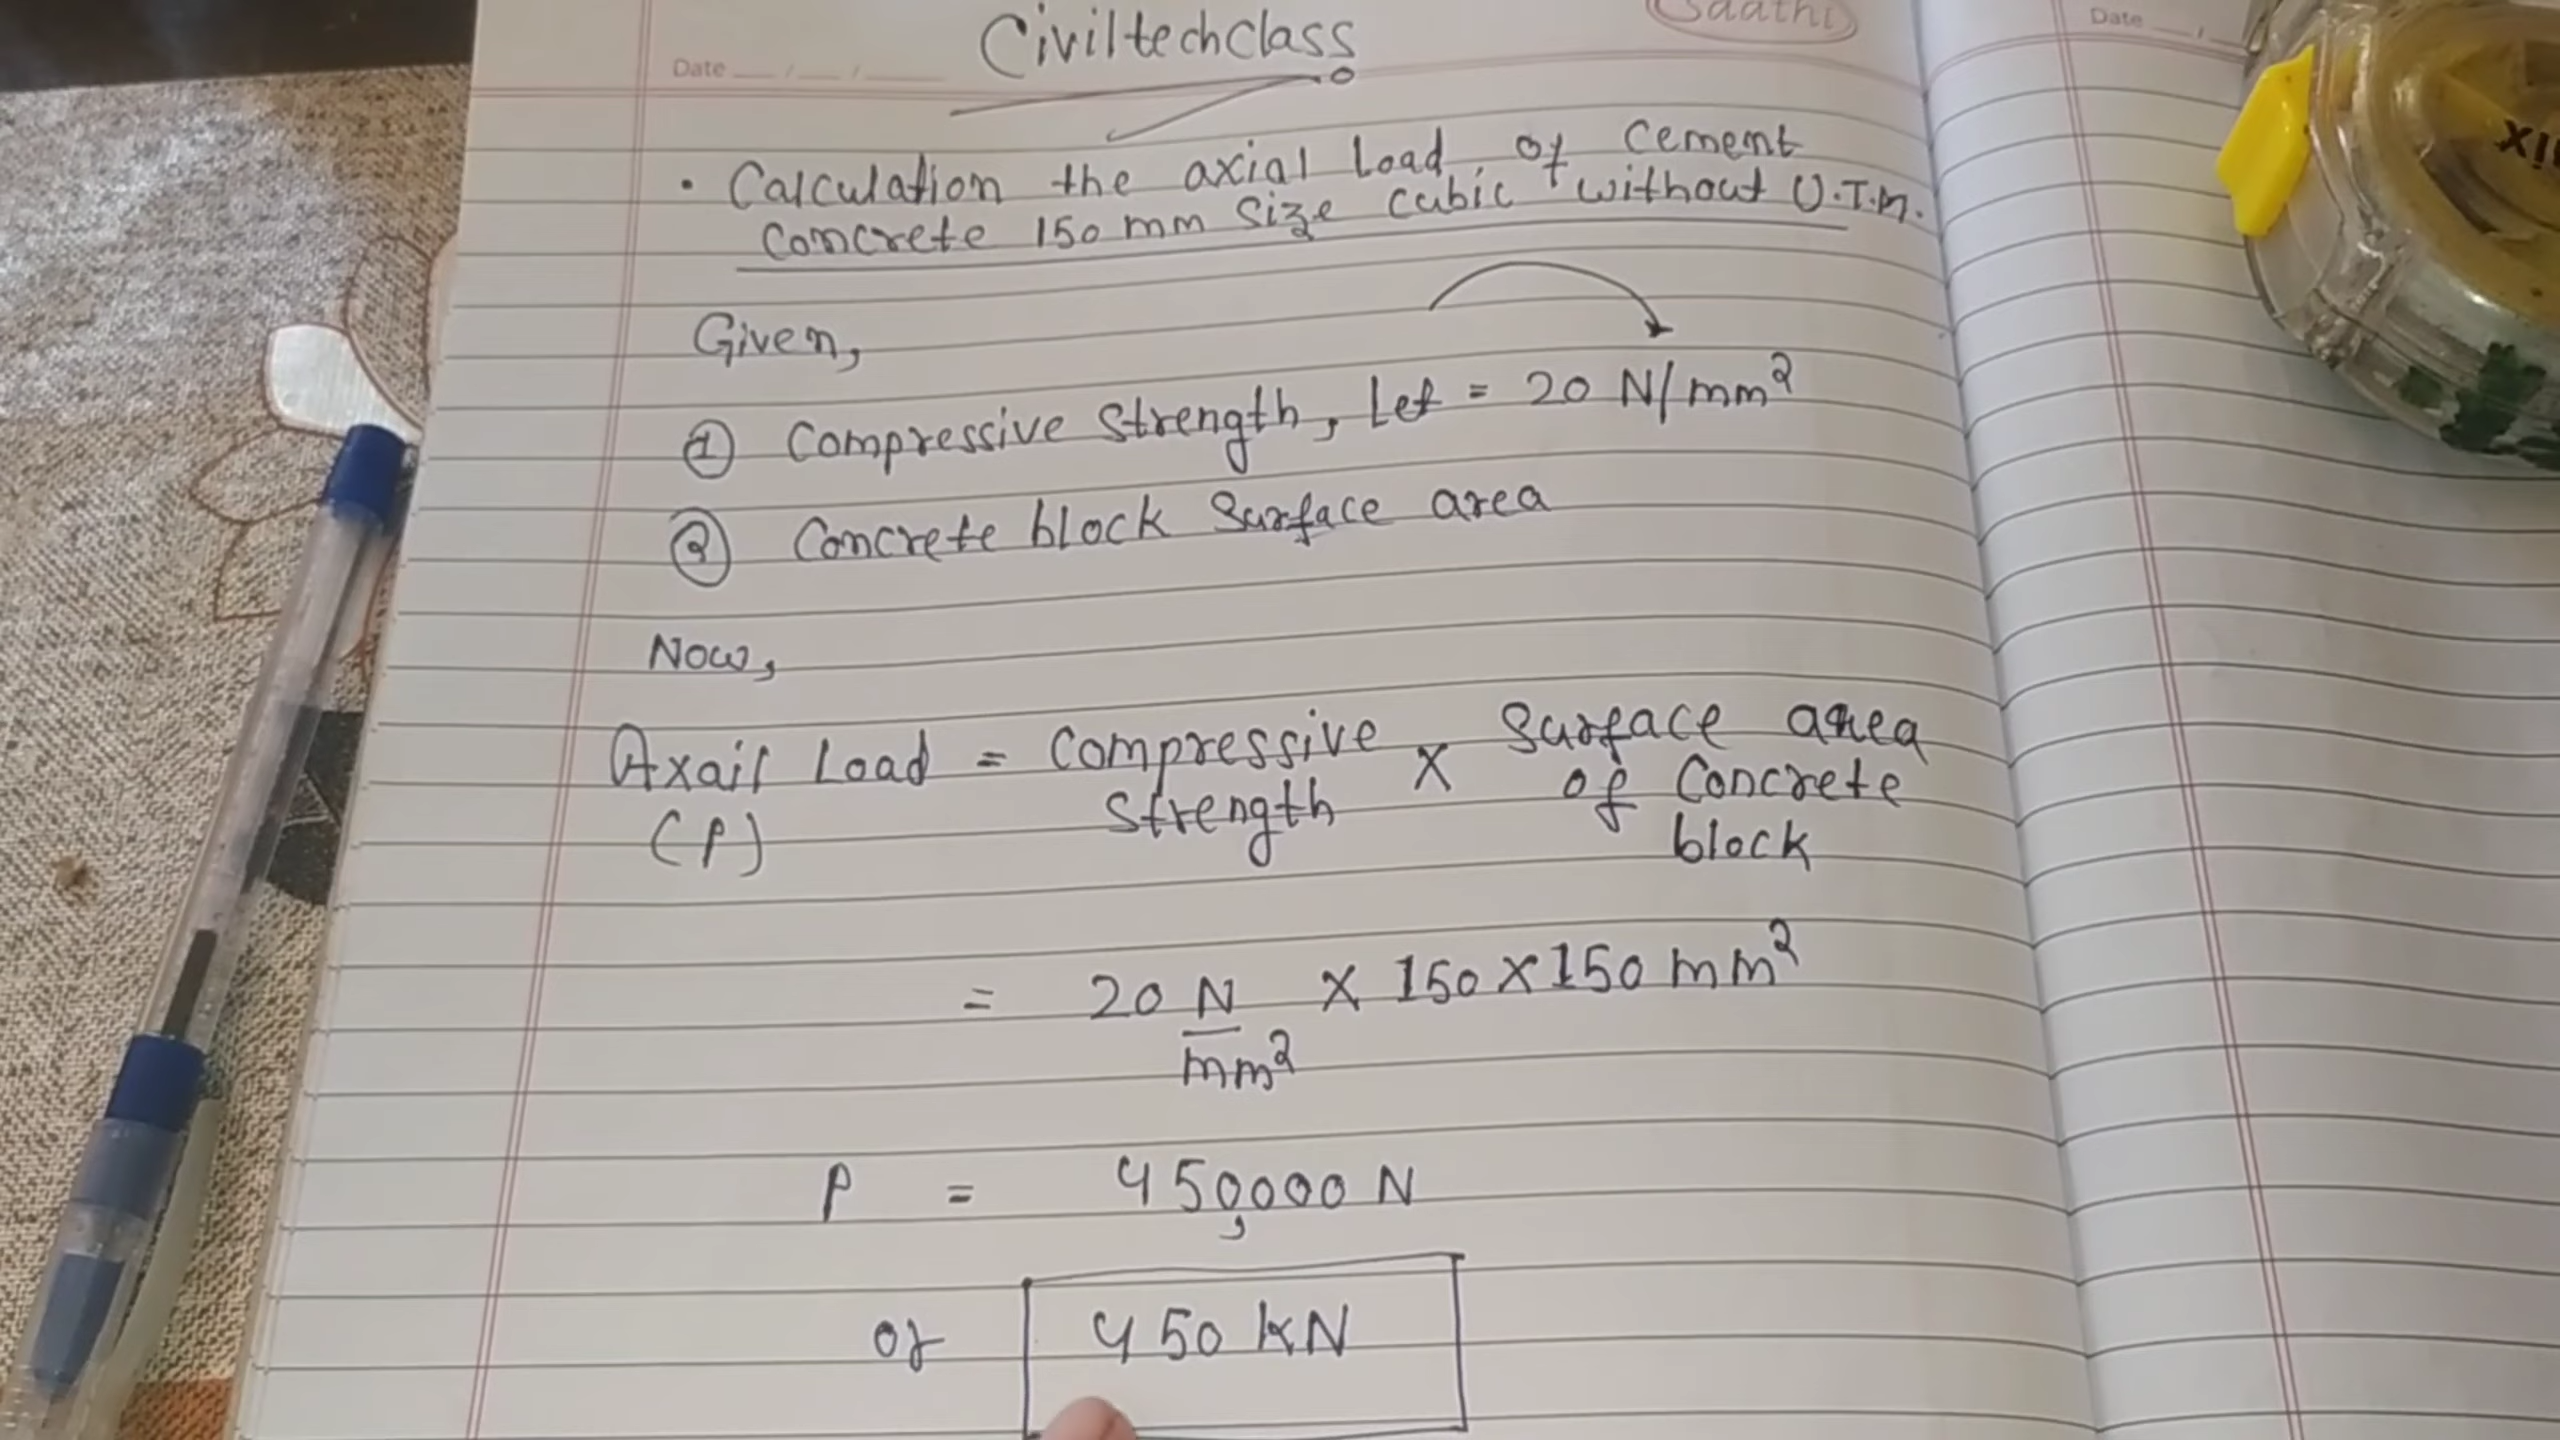 Civiltechclass
Saathi
Date
Date
• Calculation the axial Load of Cement
Concrete 150 mm Size cubic without U.T.M.
Given,
① Compressive Strength, Let = 20 N/mm²
② Concrete block Surface area
Now,
Axail Load = Compressive Strength × Surface area of Concrete block
(P)
= 20 N/mm² × 150 × 150 mm²
P = 450,000 N
or 450 KN